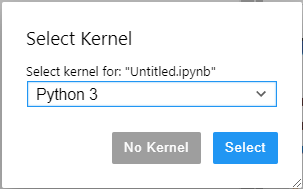 Select Kernel
Select kernel for: "Untitled.ipynb"
Python 3
No Kernel
Select